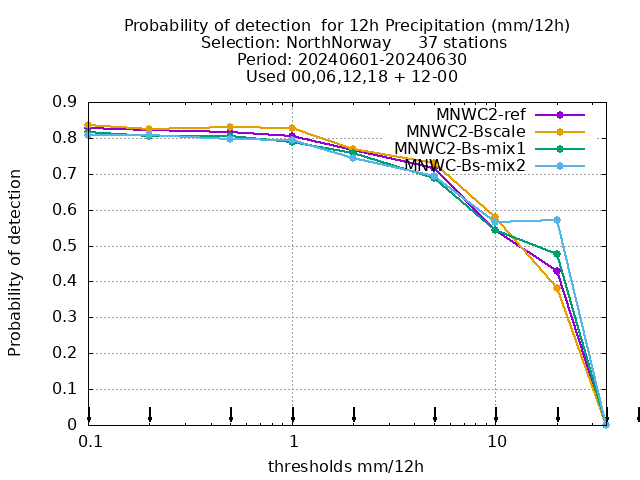 Probability of detection  for 12h Precipitation (mm/12h)
Selection: NorthNorway     37 stations
Period: 20240601-20240630
Used 00,06,12,18 + 12-00
MNWC2-ref
MNWC2-Bscale
MNWC2-Bs-mix1
MNWC-Bs-mix2
Probability of detection
0.9
0.8
0.7
0.6
0.5
0.4
0.3
0.2
0.1
0
0.1 1 10
thresholds mm/12h